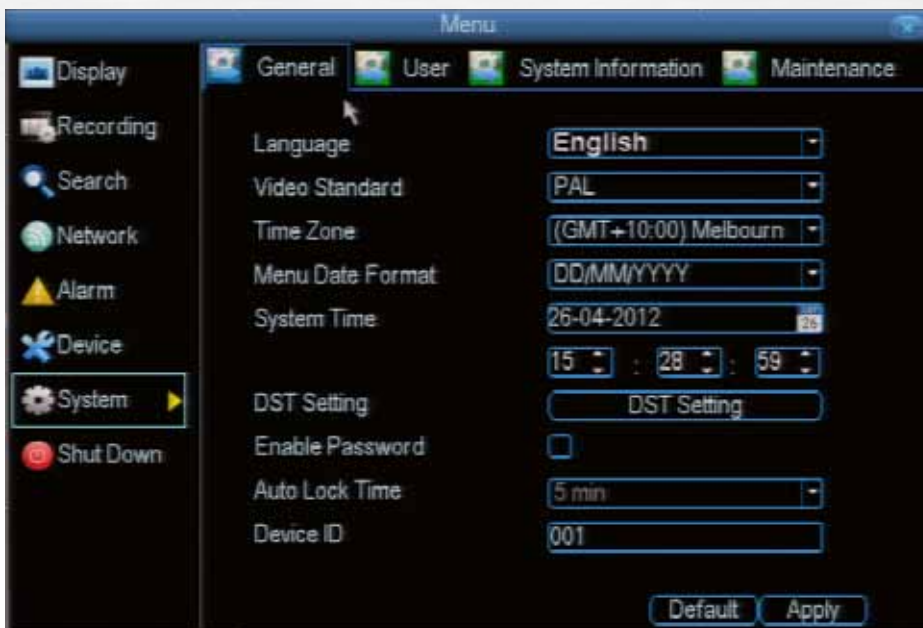 Menu
Display
Recording
Search
Network
Alarm
Device
System
Shut Down
General User System Information Maintenance
Language English
Video Standard PAL
Time Zone (GMT+10:00) Melbourn
Menu Date Format DD/MM/YYYY
System Time 26-04-2012 26
15 : 28 : 59
DST Setting DST Setting
Enable Password
Auto Lock Time 5 min
Device ID 001
Default Apply